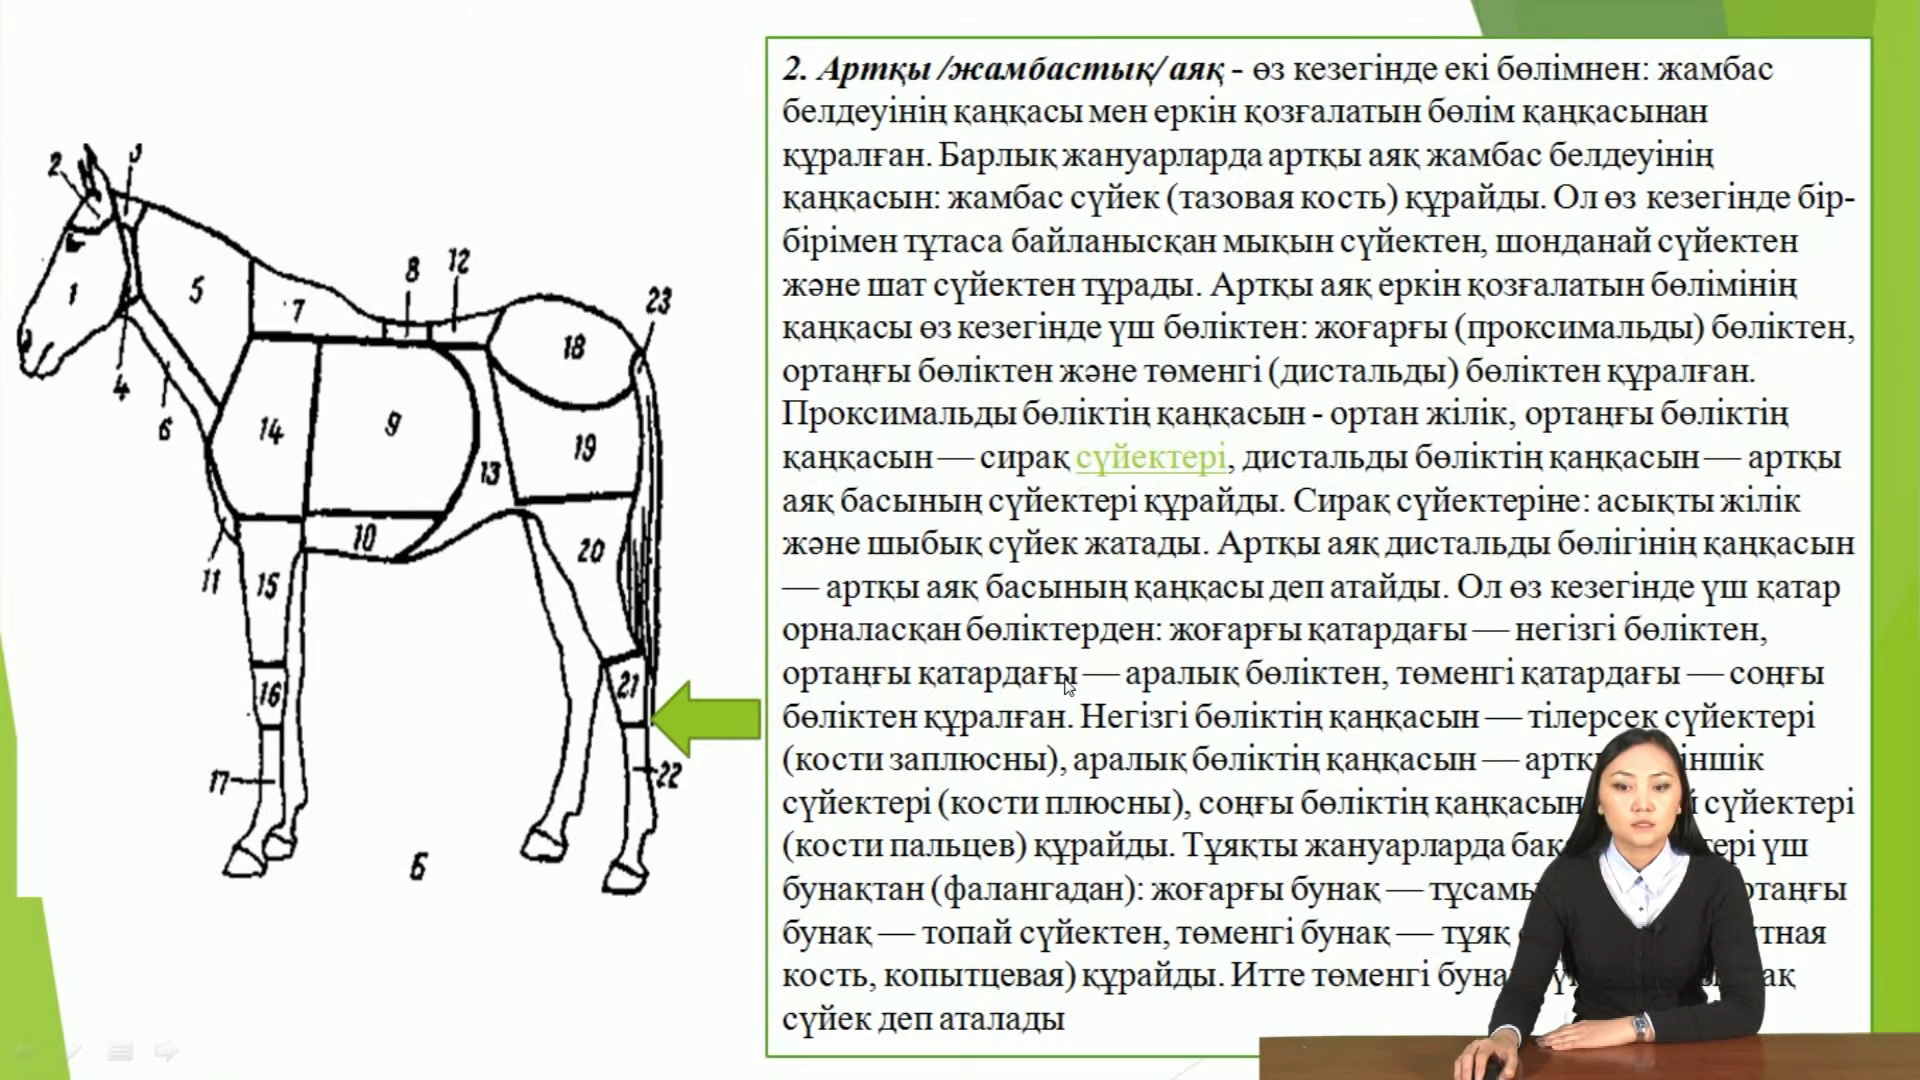 2. Артқы /жамбастық/ аяқ - өз кезегінде екі бөлімнен: жамбас
белдеуінің қаңқасы мен еркін қозғалатын бөлім қаңқасынан
құралған. Барлық жануарларда артқы аяқ жамбас белдеуінің
қаңқасын: жамбас сүйек (тазовая кость) құрайды. Ол өз кезегінде бір-
бірімен тұтаса байланысқан мықын сүйектен, шонданай сүйектен
және шат сүйектен тұрады. Артқы аяқ еркін қозғалатын бөлімінің
қаңқасы өз кезегінде үш бөліктен: жоғарғы (проксимальды) бөліктен,
ортаңғы бөліктен және төменгі (дистальды) бөліктен құралған.
Проксимальды бөліктің қаңқасын - ортан жілік, ортаңғы бөліктің
қаңқасын — сирақ сүйектері, дистальды бөліктің қаңқасын — артқы
аяқ басының сүйектері құрайды. Сирақ сүйектеріне: асықты жілік
және шыбық сүйек жатады. Артқы аяқ дистальды бөлігінің қаңқасын
— артқы аяқ басының қаңқасы деп атайды. Ол өз кезегінде үш қатар
орналасқан бөліктерден: жоғарғы қатардағы — негізгі бөліктен,
ортаңғы қатардағы — аралық бөліктен, төменгі қатардағы — соңғы
бөліктен құралған. Негізгі бөліктің қаңқасын — тілерсек сүйектері
(кости заплюсны), аралық бөліктің қаңқасын —
сүйектері (кости плюсны), соңғы бөліктің қаңқасын сүйектері
(кости пальцев) құрайды. Тұяқты жануарларда үш
бунақтан (фалангадан): жоғарғы бунақ —
бунақ — топай сүйектен, төменгі бунақ — тұяқ
кость, копытцевая) құрайды. Итте төменгі
сүйек деп аталады
2
3
8
12
23
1
5
7
18
4
6
14
9
13
19
11
10
20
15
16
21
17
22
Б